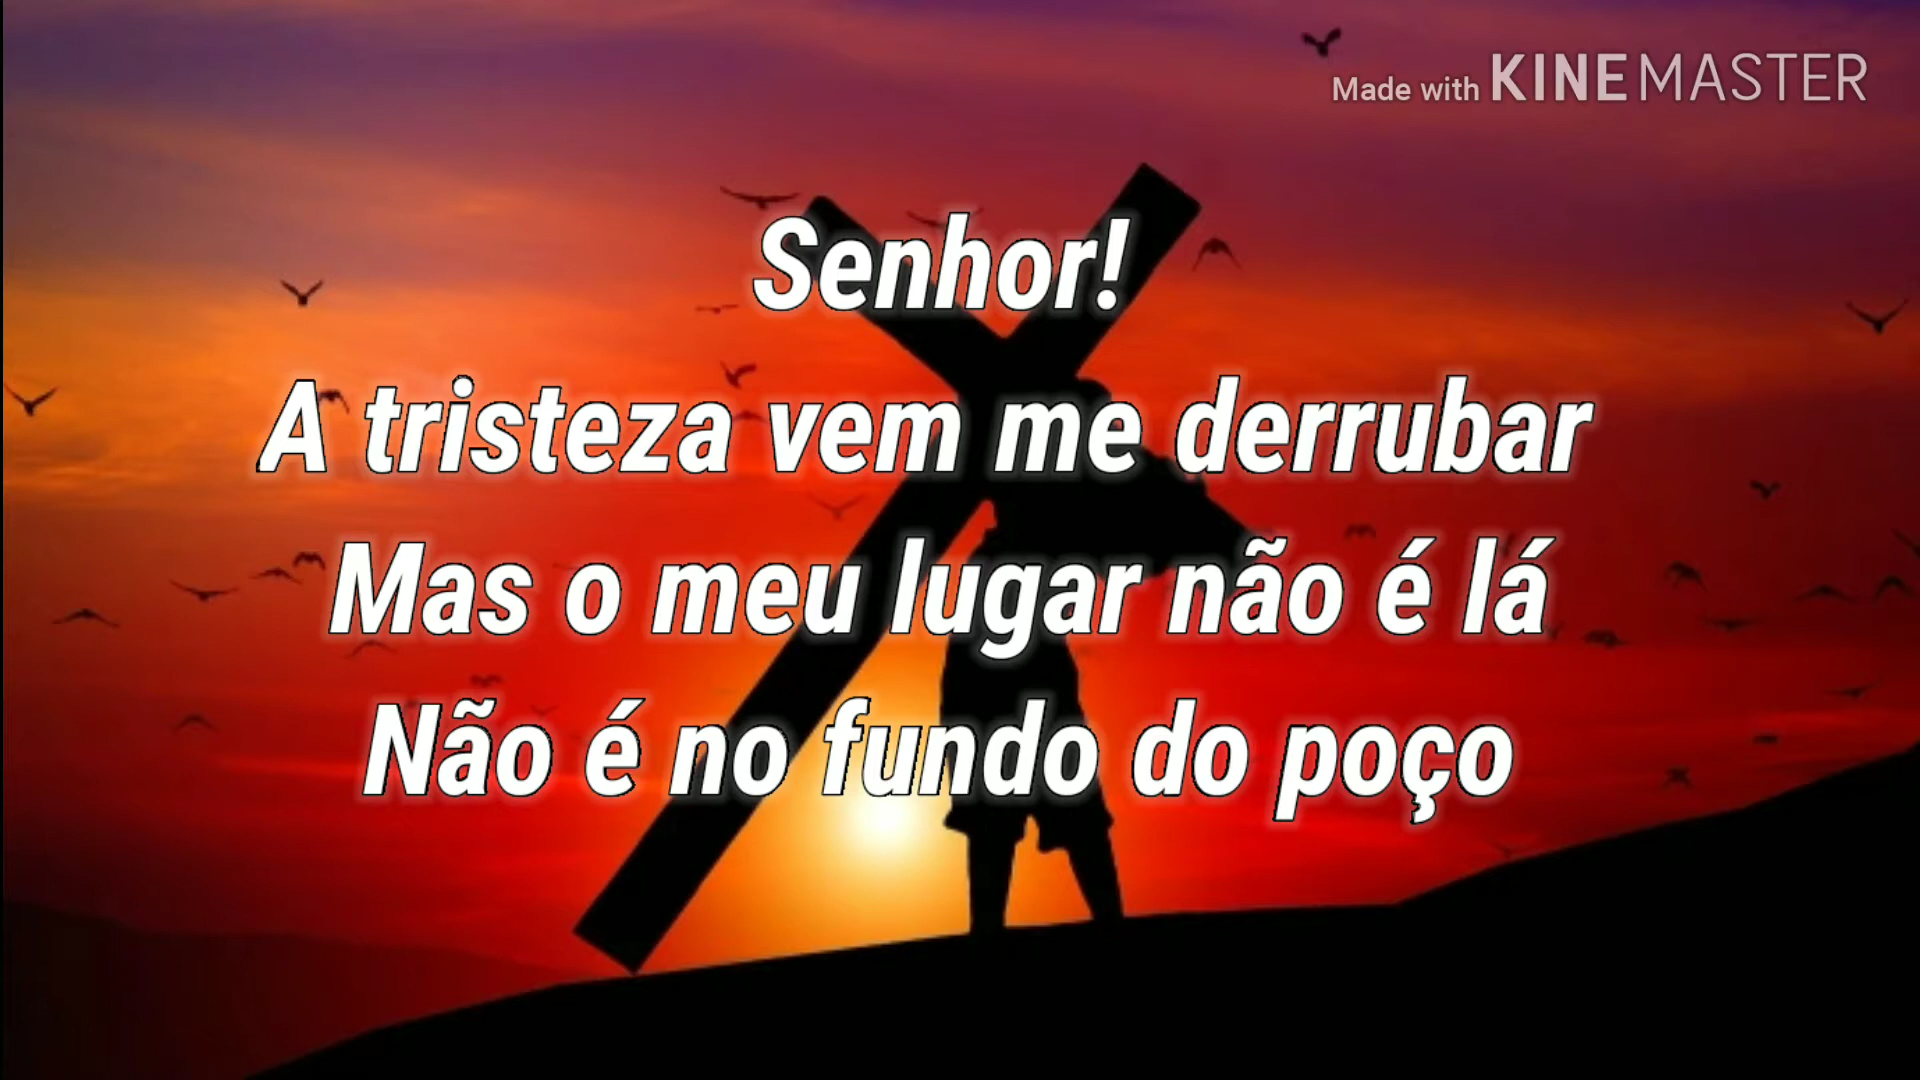 Made with KINEMASTER
Senhor!
A tristeza vem me derrubar
Mas o meu lugar não é lá
Não é no fundo do poço